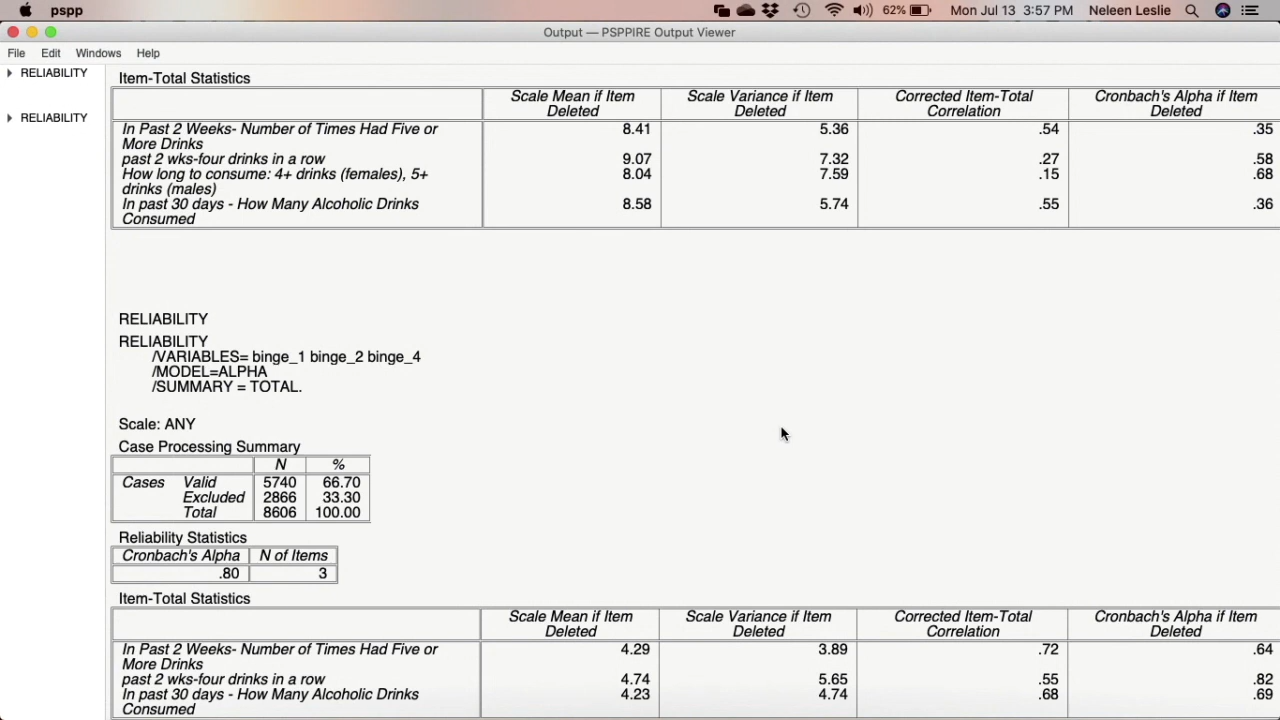 pspp 62% Mon Jul 13 3:57 PM Neleen Leslie
Output — PSPPIRE Output Viewer
File Edit Windows Help
RELIABILITY
RELIABILITY
Item-Total Statistics
Scale Mean if Item Deleted Scale Variance if Item Deleted Corrected Item-Total Correlation Cronbach's Alpha if Item Deleted
In Past 2 Weeks- Number of Times Had Five or 8.41 5.36 .54 .35
More Drinks
past 2 wks-four drinks in a row 9.07 7.32 .27 .58
How long to consume: 4+ drinks (females), 5+ 8.04 7.59 .15 .68
drinks (males)
In past 30 days - How Many Alcoholic Drinks 8.58 5.74 .55 .36
Consumed
RELIABILITY
RELIABILITY
/VARIABLES= binge_1 binge_2 binge_4
/MODEL=ALPHA
/SUMMARY = TOTAL.
Scale: ANY
Case Processing Summary
N %
Cases Valid 5740 66.70
Excluded 2866 33.30
Total 8606 100.00
Reliability Statistics
Cronbach's Alpha N of Items
.80 3
Item-Total Statistics
Scale Mean if Item Deleted Scale Variance if Item Deleted Corrected Item-Total Correlation Cronbach's Alpha if Item Deleted
In Past 2 Weeks- Number of Times Had Five or 4.29 3.89 .72 .64
More Drinks
past 2 wks-four drinks in a row 4.74 5.65 .55 .82
In past 30 days - How Many Alcoholic Drinks 4.23 4.74 .68 .69
Consumed